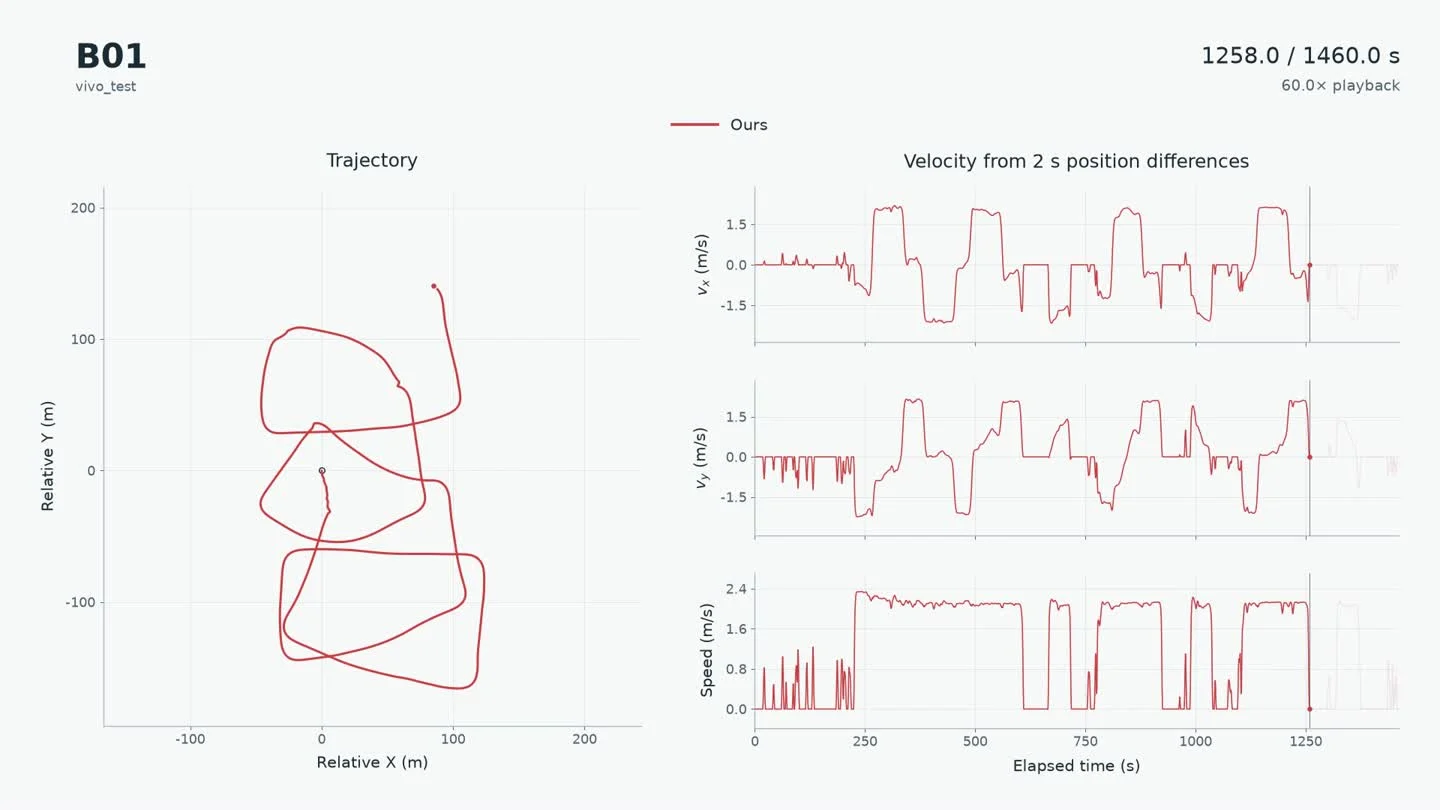 B01
vivo_test
1258.0 / 1460.0 s
60.0× playback
Ours
Trajectory
Velocity from 2 s position differences
200
100
0
-100
Relative Y (m)
-100
0
100
200
Relative X (m)
1.5
0.0
-1.5
vx (m/s)
1.5
0.0
-1.5
vy (m/s)
2.4
1.6
0.8
0.0
Speed (m/s)
0
250
500
750
1000
1250
Elapsed time (s)